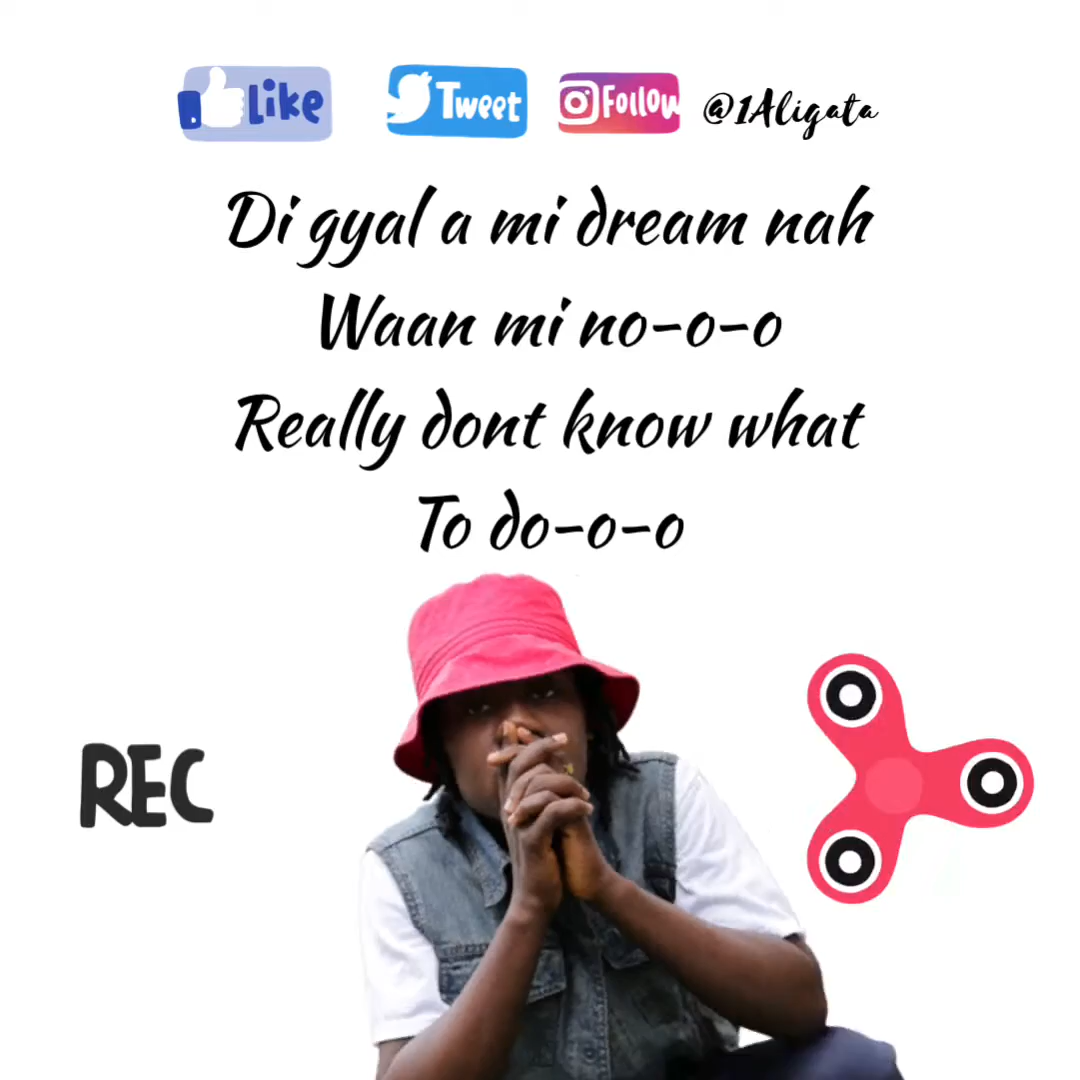 Like Tweet Follow @1Aligata
Di gyal a mi dream nah
Waan mi no-o-o
Really dont know what
To do-o-o
REC